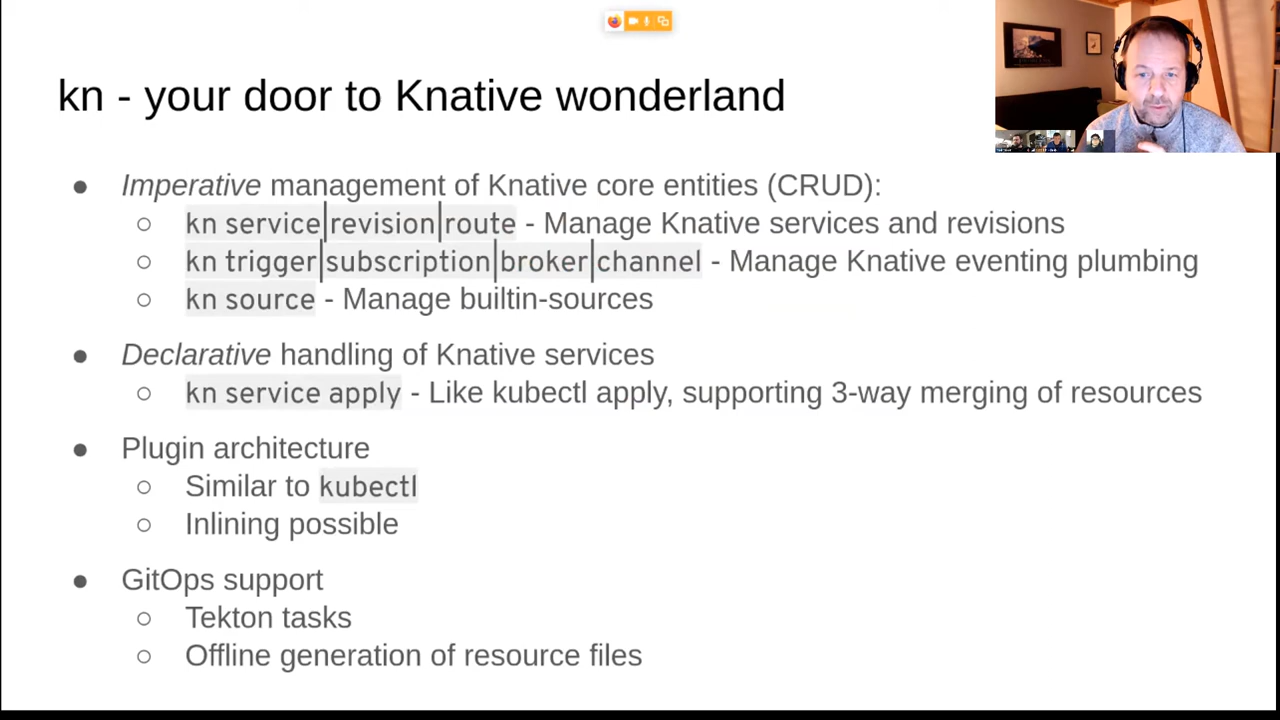 kn - your door to Knative wonderland
● Imperative management of Knative core entities (CRUD):
○ kn service|revision|route - Manage Knative services and revisions
○ kn trigger|subscription|broker|channel - Manage Knative eventing plumbing
○ kn source - Manage builtin-sources
● Declarative handling of Knative services
○ kn service apply - Like kubectl apply, supporting 3-way merging of resources
● Plugin architecture
○ Similar to kubectl
○ Inlining possible
● GitOps support
○ Tekton tasks
○ Offline generation of resource files